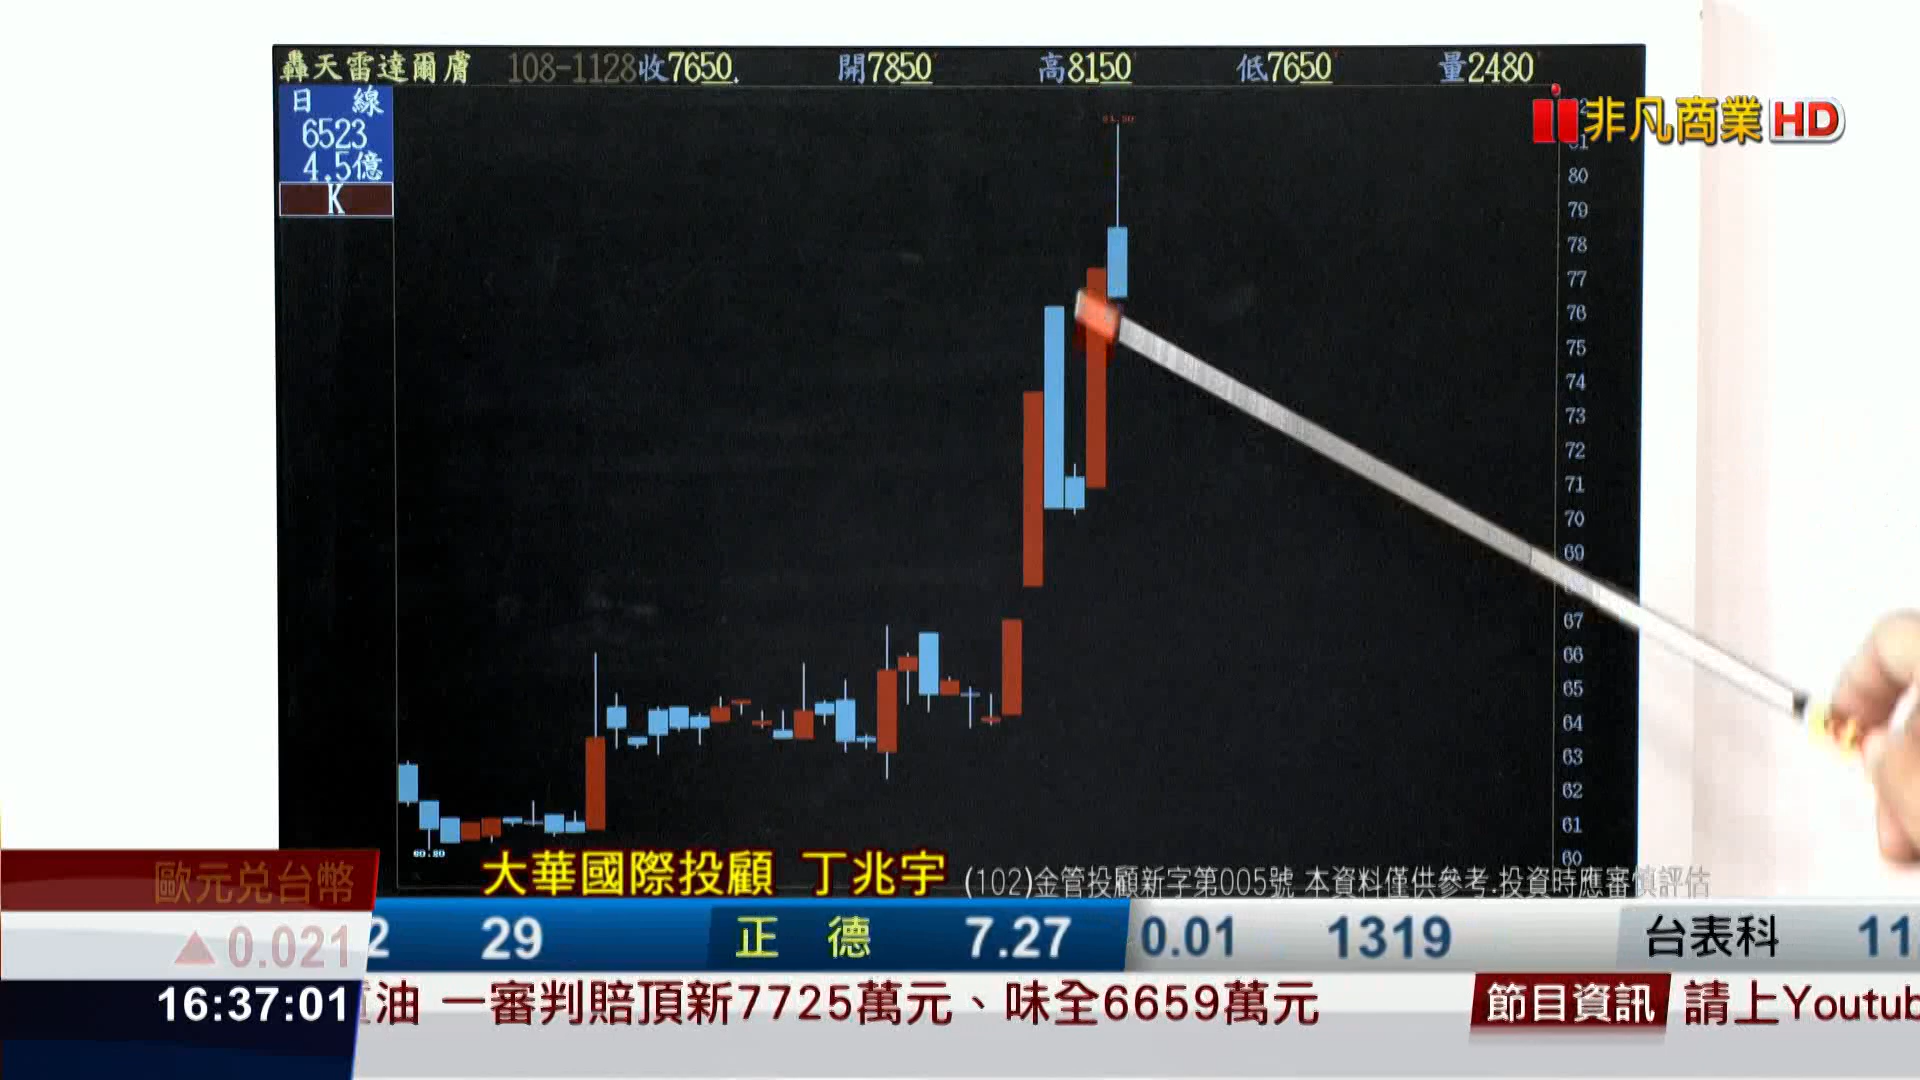 轟天雷達爾膚 108-1128收7650. 開7850 高8150 低7650 量2480
日 線
6523
4.5億
K
非凡商業HD
81.50
80
79
78
77
76
75
74
73
72
71
70
69
67
66
65
64
63
62
61
60
60.20
大華國際投顧 丁兆宇 (102)金管投顧新字第005號 本資料僅供參考.投資時應審慎評估
歐元兌台幣
▲0.021
2 29 正 德 7.27 0.01 1319 台表科 11
16:37:01
油 一審判賠頂新7725萬元、味全6659萬元 節目資訊 請上Youtub